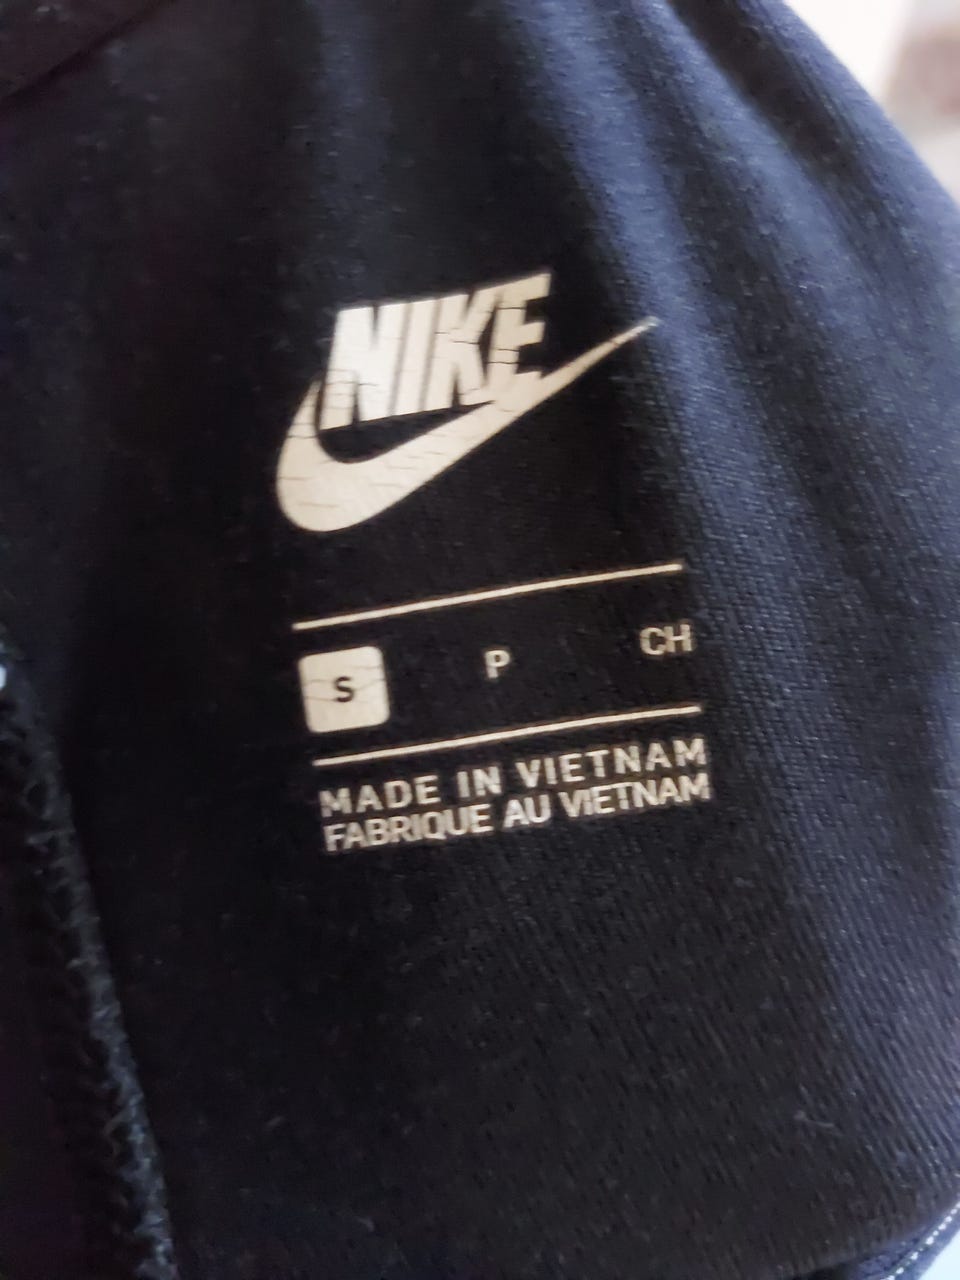 NIKE
S P CH
MADE IN VIETNAM
FABRIQUE AU VIETNAM